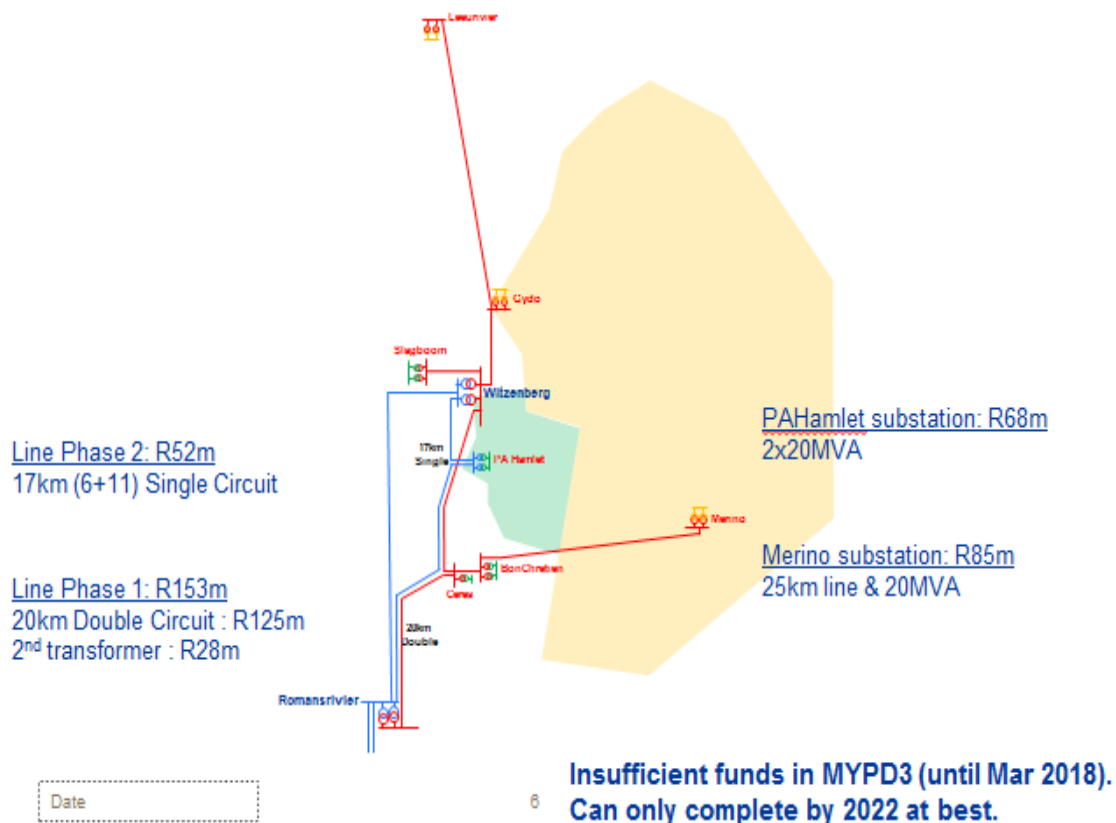 Leeuwvier
Gydo
Slagboom
Witzenberg
17km
Single
PA Hamlet
Merino
BonChretien
Ceres
20km
Double
Romansrivier
Line Phase 2: R52m
17km (6+11) Single Circuit
Line Phase 1: R153m
20km Double Circuit : R125m
2nd transformer : R28m
PAHamlet substation: R68m
2x20MVA
Merino substation: R85m
25km line & 20MVA
Date
6
Insufficient funds in MYPD3 (until Mar 2018).
Can only complete by 2022 at best.